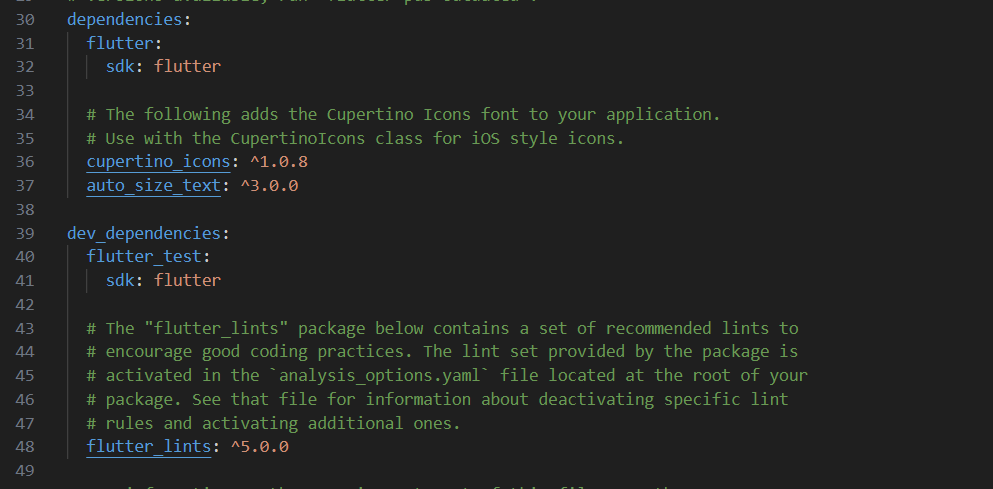 30 dependencies:
31   flutter:
32     sdk: flutter
33
34   # The following adds the Cupertino Icons font to your application.
35   # Use with the CupertinoIcons class for iOS style icons.
36   cupertino_icons: ^1.0.8
37   auto_size_text: ^3.0.0
38
39 dev_dependencies:
40   flutter_test:
41     sdk: flutter
42
43   # The "flutter_lints" package below contains a set of recommended lints to
44   # encourage good coding practices. The lint set provided by the package is
45   # activated in the `analysis_options.yaml` file located at the root of your
46   # package. See that file for information about deactivating specific lint
47   # rules and activating additional ones.
48   flutter_lints: ^5.0.0
49